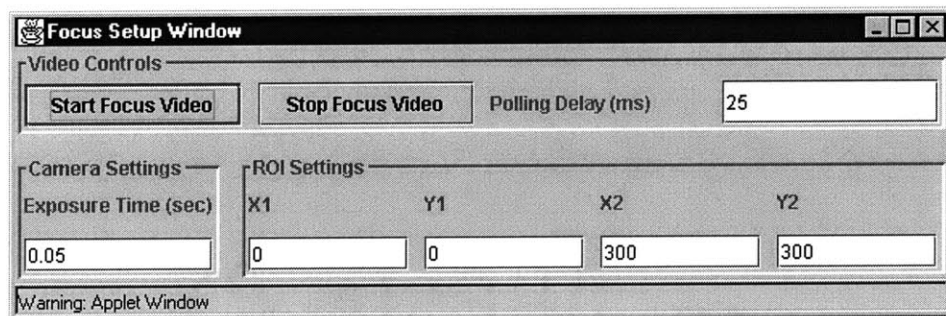 Focus Setup Window
Video Controls
Start Focus Video Stop Focus Video Polling Delay (ms) 25
Camera Settings ROI Settings
Exposure Time (sec) X1 Y1 X2 Y2
0.05 0 0 300 300
Warning: Applet Window